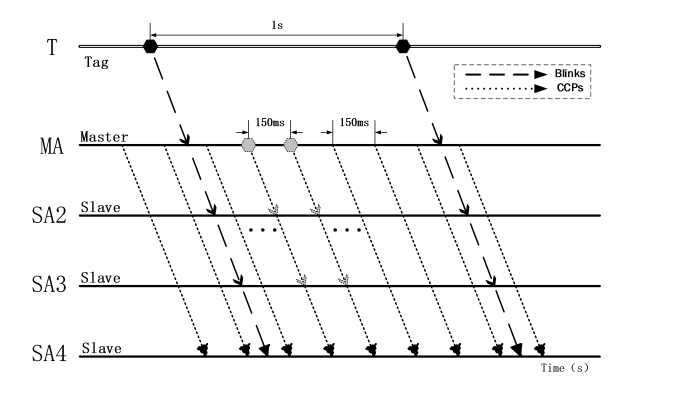 1s
T
Tag
Blinks
CCPs
150ms
150ms
Master
MA
Slave
SA2
...
...
Slave
SA3
Slave
SA4
Time (s)